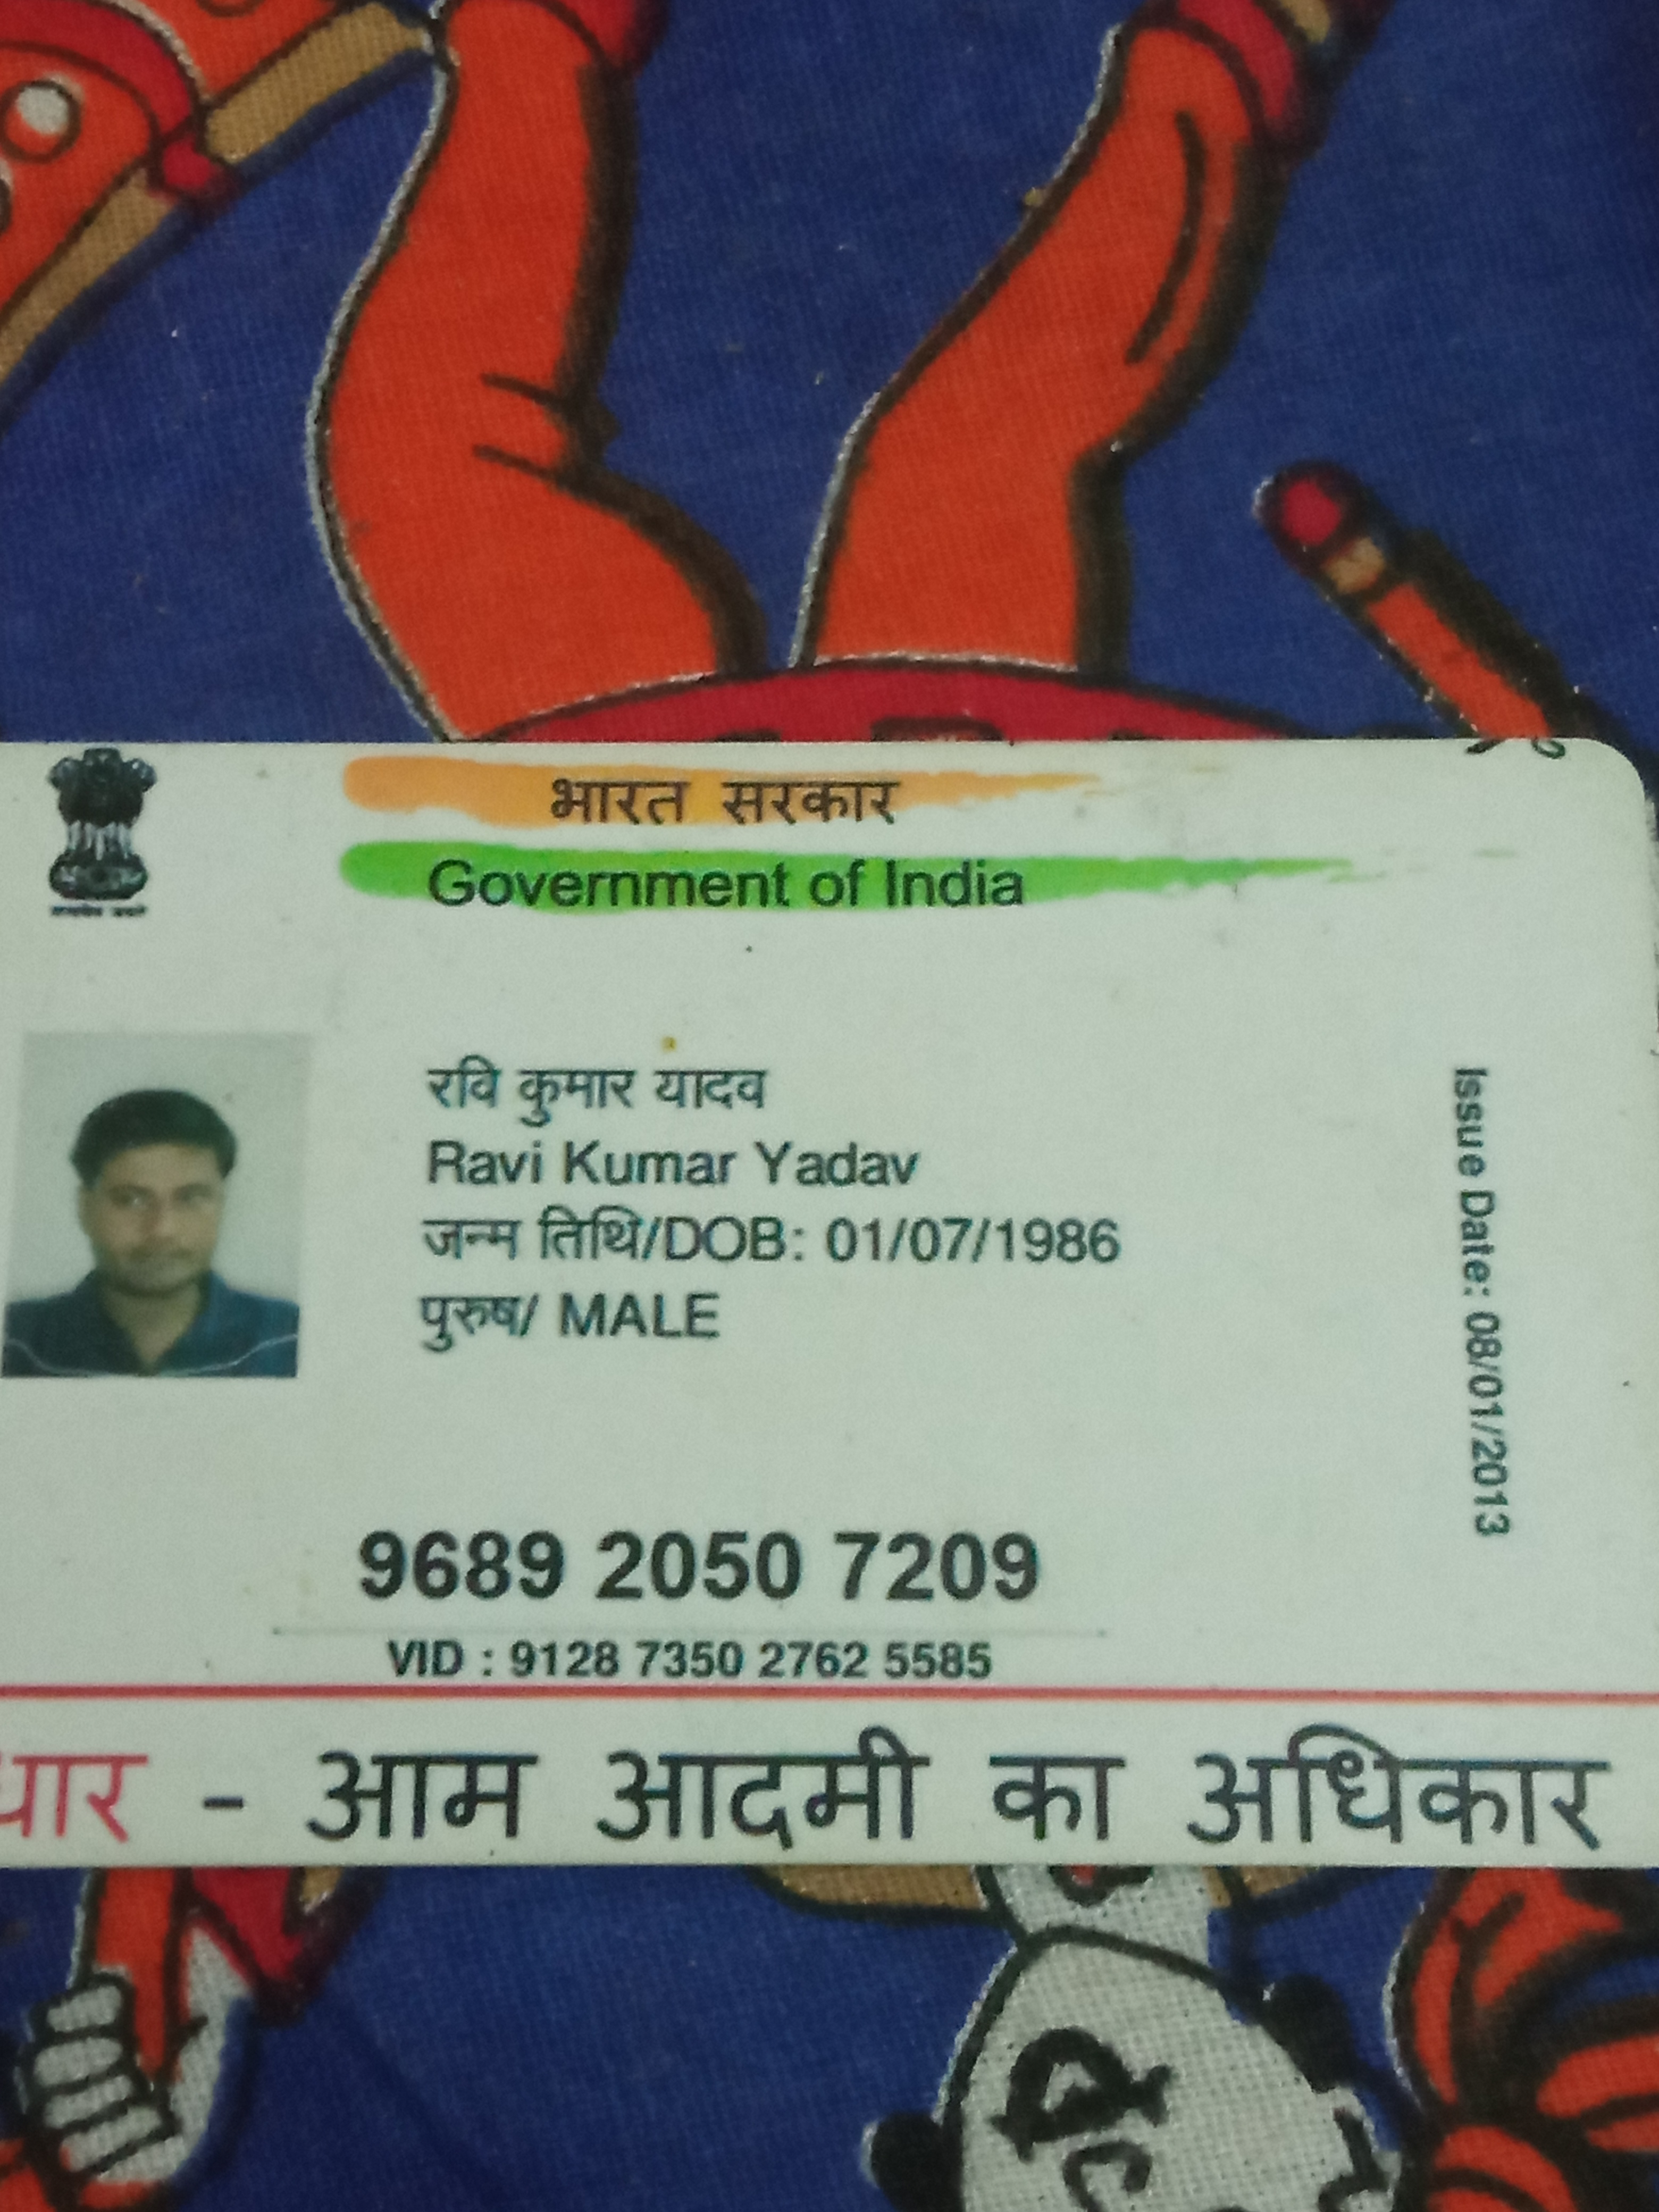 भारत सरकार
Government of India
रवि कुमार यादव
Ravi Kumar Yadav
जन्म तिथि/DOB: 01/07/1986
पुरुष/ MALE
Issue Date: 08/01/2013
9689 2050 7209
VID : 9128 7350 2762 5585
धार - आम आदमी का अधिकार